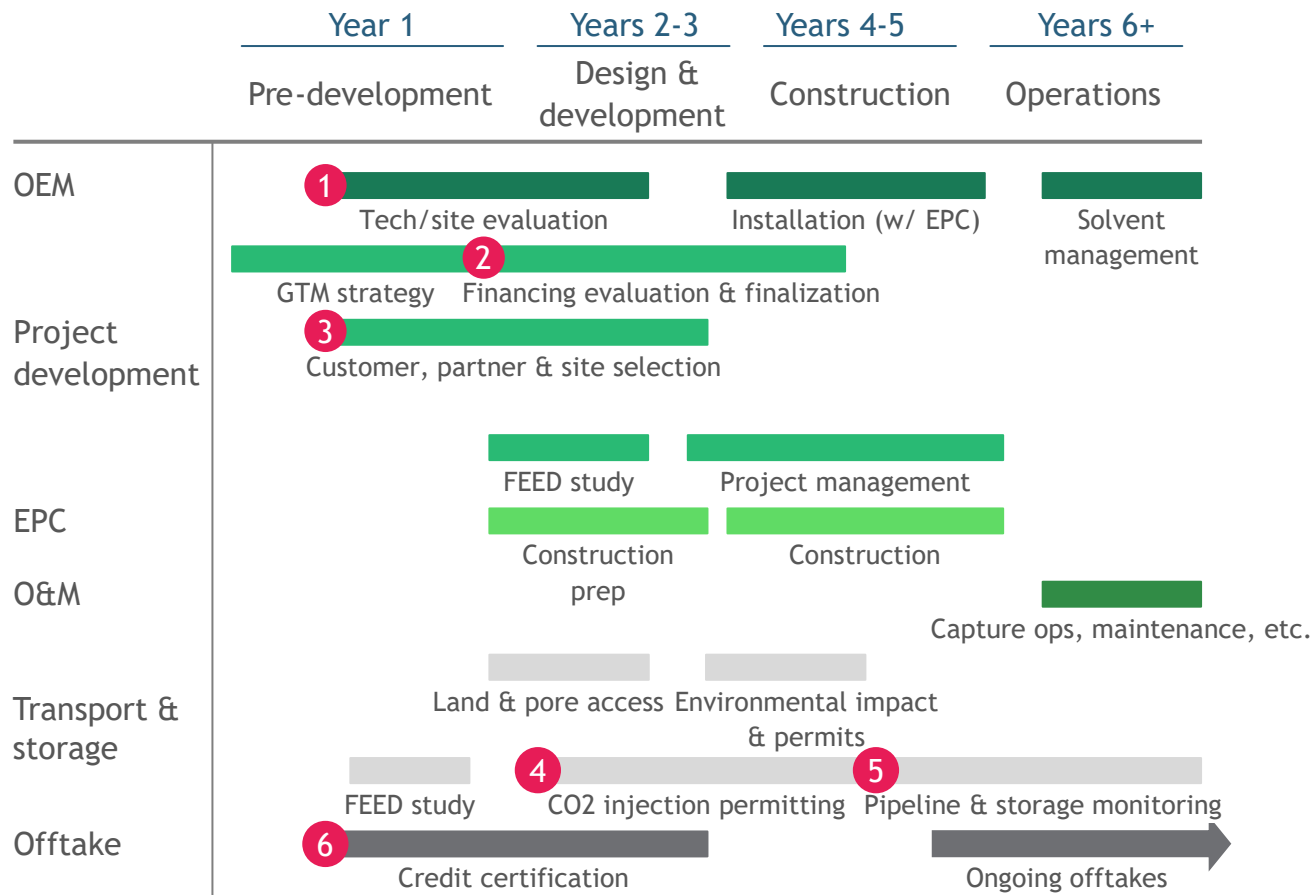 Year 1
Years 2-3
Years 4-5
Years 6+
Pre-development
Design &
development
Construction
Operations
OEM
1
Tech/site evaluation
Installation (w/ EPC)
Solvent
management
2
GTM strategy
Financing evaluation & finalization
Project
development
3
Customer, partner & site selection
FEED study
Project management
EPC
Construction
prep
Construction
O&M
Capture ops, maintenance, etc.
Transport &
storage
Land & pore access
Environmental impact
& permits
4
5
FEED study
CO2 injection permitting
Pipeline & storage monitoring
Offtake
6
Credit certification
Ongoing offtakes